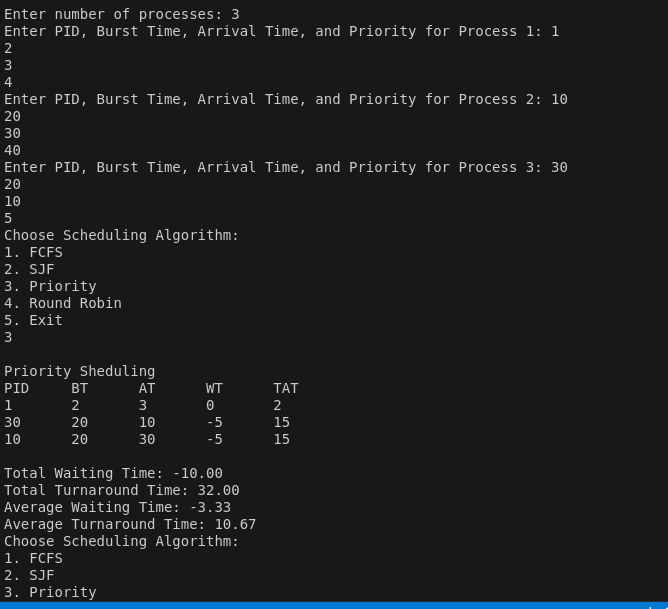 Enter number of processes: 3
Enter PID, Burst Time, Arrival Time, and Priority for Process 1: 1
2
3
4
Enter PID, Burst Time, Arrival Time, and Priority for Process 2: 10
20
30
40
Enter PID, Burst Time, Arrival Time, and Priority for Process 3: 30
20
10
5
Choose Scheduling Algorithm:
1. FCFS
2. SJF
3. Priority
4. Round Robin
5. Exit
3
Priority Sheduling
PID BT AT WT TAT
1 2 3 0 2
30 20 10 -5 15
10 20 30 -5 15
Total Waiting Time: -10.00
Total Turnaround Time: 32.00
Average Waiting Time: -3.33
Average Turnaround Time: 10.67
Choose Scheduling Algorithm:
1. FCFS
2. SJF
3. Priority